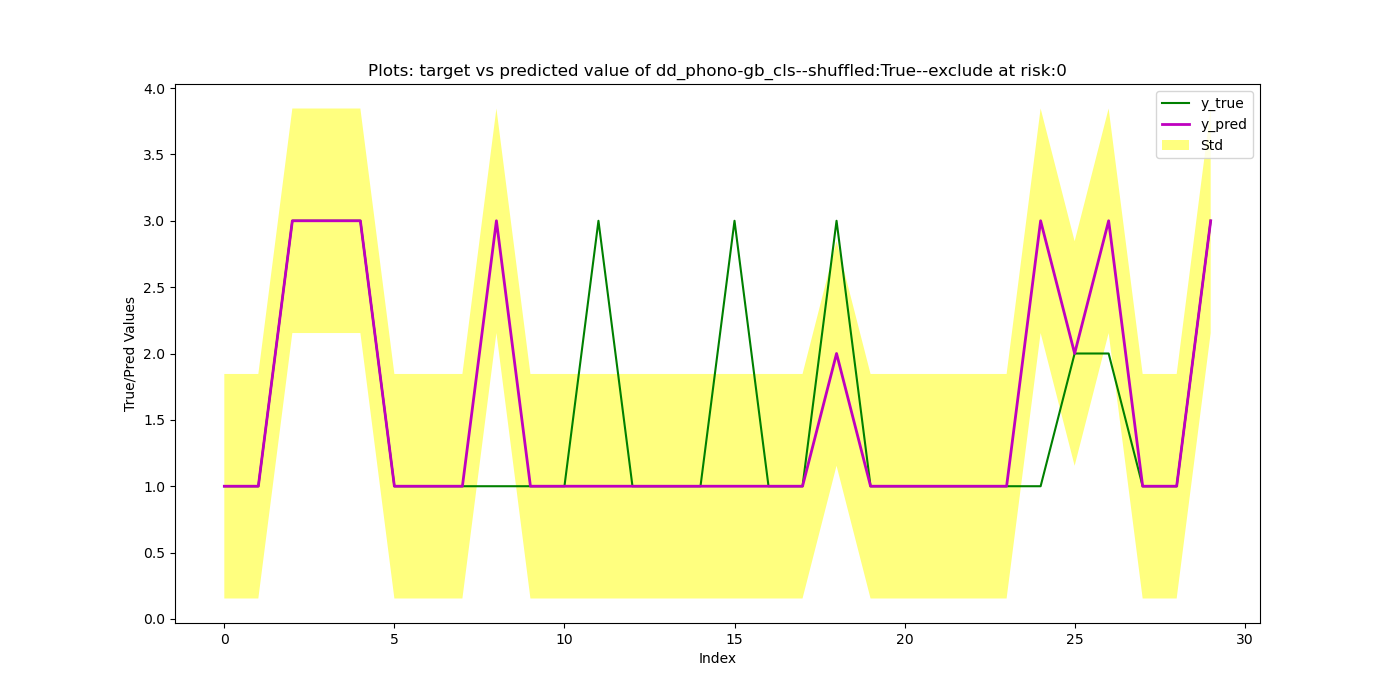 Plots: target vs predicted value of dd_phono-gb_cls--shuffled:True--exclude at risk:0
y_true
y_pred
Std
True/Pred Values
4.0
3.5
3.0
2.5
2.0
1.5
1.0
0.5
0.0
0 5 10 15 20 25 30
Index